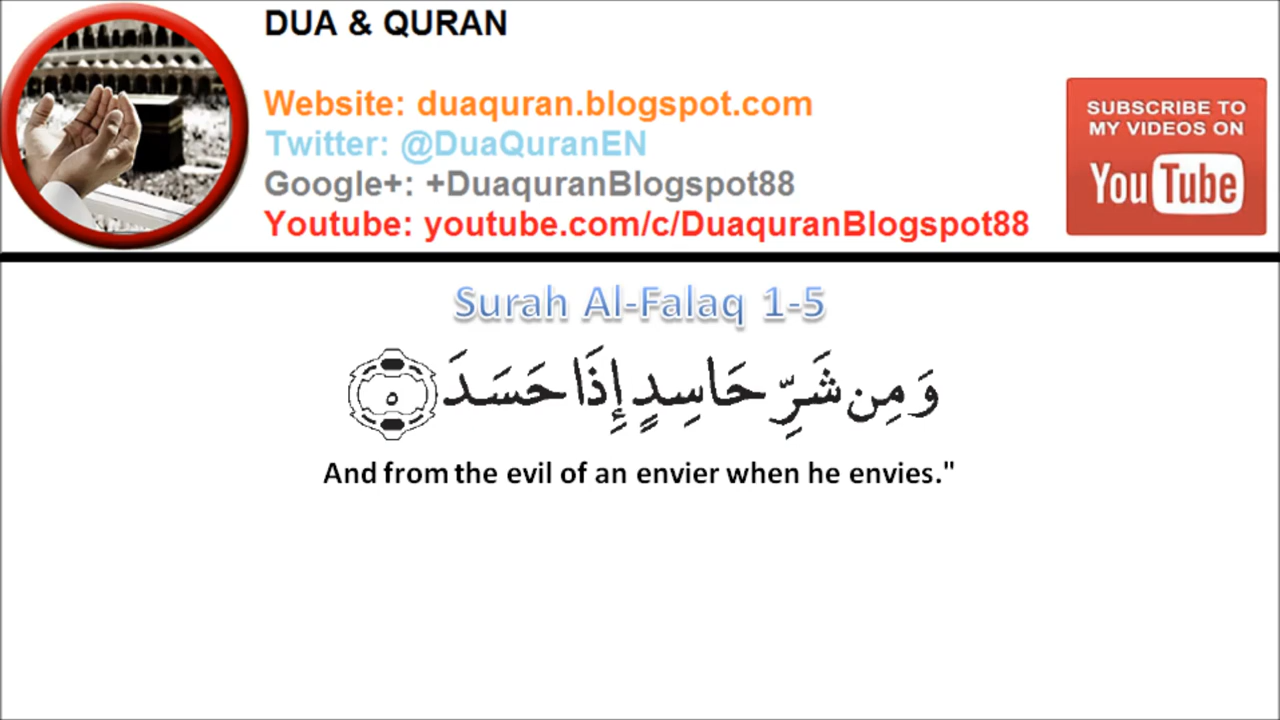 DUA & QURAN
Website: duaquran.blogspot.com
Twitter: @DuaQuranEN
Google+: +DuaquranBlogspot88
Youtube: youtube.com/c/DuaquranBlogspot88
SUBSCRIBE TO
MY VIDEOS ON
YouTube
Surah Al-Falaq 1-5
وَمِن شَرِّ حَاسِدٍ إِذَا حَسَدَ ٥
And from the evil of an envier when he envies."